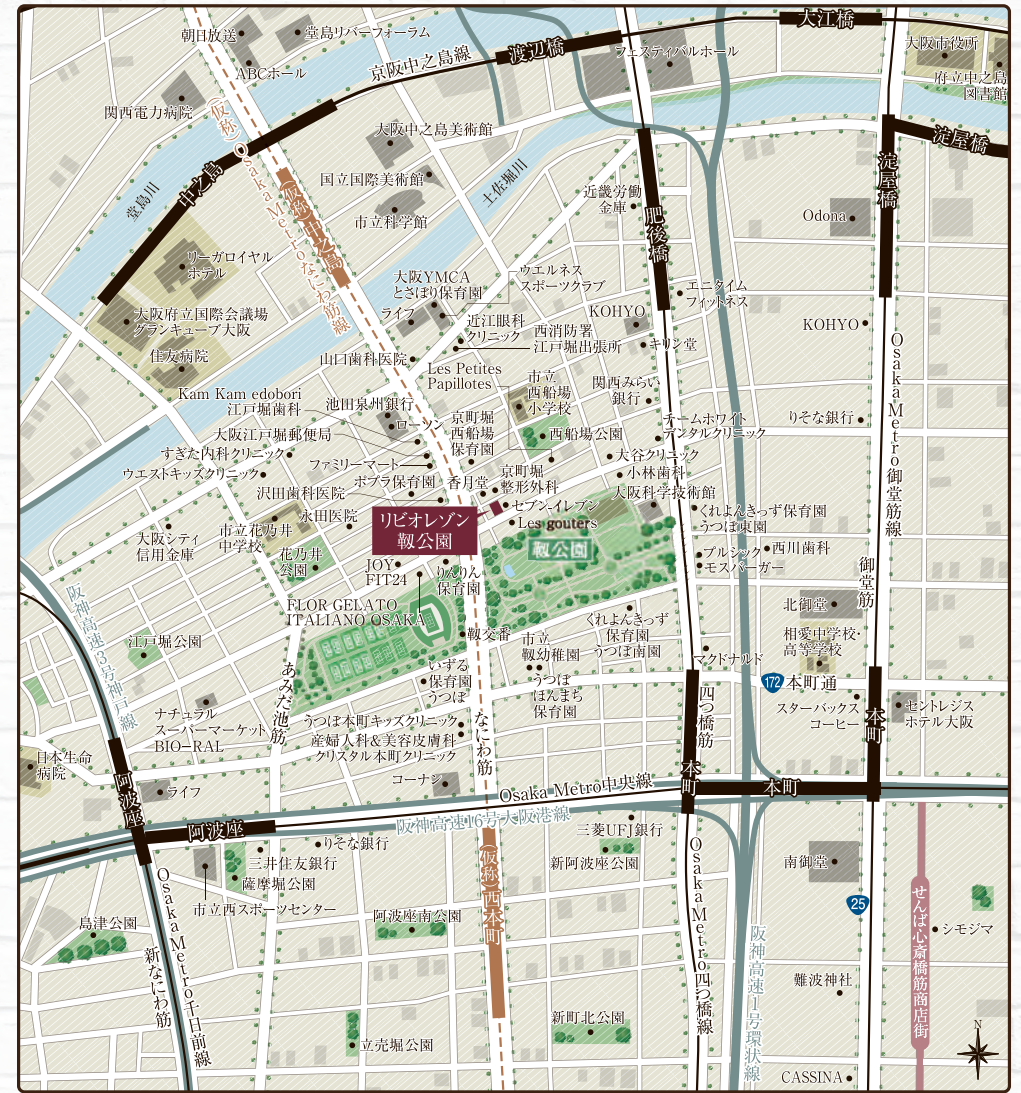 朝日放送
堂島リバーフォーラム
ABCホール
京阪中之島線
渡辺橋
フェスティバルホール
大江橋
大阪市役所
府立中之島
図書館
関西電力病院
(仮称)Osaka Metroなにわ筋線
大阪中之島美術館
淀屋橋
淀屋橋
中之島
堂島川
国立国際美術館
(仮称)中之島
土佐堀川
市立科学館
近畿労働
金庫
肥後橋
Odona
リーガロイヤル
ホテル
大阪YMCA
とさぼり保育園
ウエルネス
スポーツクラブ
エニタイム
フィットネス
大阪府立国際会議場
グランキューブ大阪
ライフ
近江眼科
クリニック
西消防署
江戸堀出張所
KOHYO
KOHYO
キリン堂
住友病院
山口歯科医院
Les Petites
Papillotes
市立
西船場
小学校
関西みらい
銀行
Osaka Metro御堂筋線
Kam Kam edobori
江戸堀歯科
池田泉州銀行
ローソン
京町堀
西船場
保育園
チームホワイト
デンタルクリニック
りそな銀行
大阪江戸堀郵便局
西船場公園
すぎた内科クリニック
ファミリーマート
大谷クリニック
ウエストキッズクリニック
ポプラ保育園
香月堂
京町堀
整形外科
小林歯科
沢田歯科医院
セブン-イレブン
大阪科学技術館
永田医院
リビオレゾン
靱公園
Les gouters
くれよんきっず保育園
うつぼ東園
市立花乃井
中学校
大阪シティ
信用金庫
花乃井
公園
靱公園
ブルシック
モスバーガー
西川歯科
JOY
FIT24
りんりん
保育園
御堂筋
阪神高速3号神戸線
FLOR GELATO
ITALIANO OSAKA
北御堂
靱交番
くれよんきっず
保育園
うつぼ南園
相愛中学校・
高等学校
江戸堀公園
市立
靱幼稚園
マクドナルド
あみだ池筋
いずる
保育園
うつぼ
うつぼ
ほんまち
保育園
172
本町通
四つ橋筋
スターバックス
コーヒー
本町
セントレジス
ホテル大阪
ナチュラル
スーパーマーケット
BIO-RAL
うつぼ本町キッズクリニック
なにわ筋
産婦人科&美容皮膚科
クリスタル本町クリニック
日本生命
病院
コーナン
本町
本町
阿波座
ライフ
Osaka Metro中央線
阪神高速16号大阪港線
阿波座
りそな銀行
三菱UFJ銀行
(仮称)西本町
三井住友銀行
新阿波座公園
南御堂
薩摩堀公園
市立西スポーツセンター
25
せんば心斎橋筋商店街
島津公園
阿波座南公園
シモジマ
Osaka Metro千日前線
新なにわ筋
Osaka Metro四つ橋線
阪神高速1号環状線
難波神社
新町北公園
立売堀公園
N
CASSINA